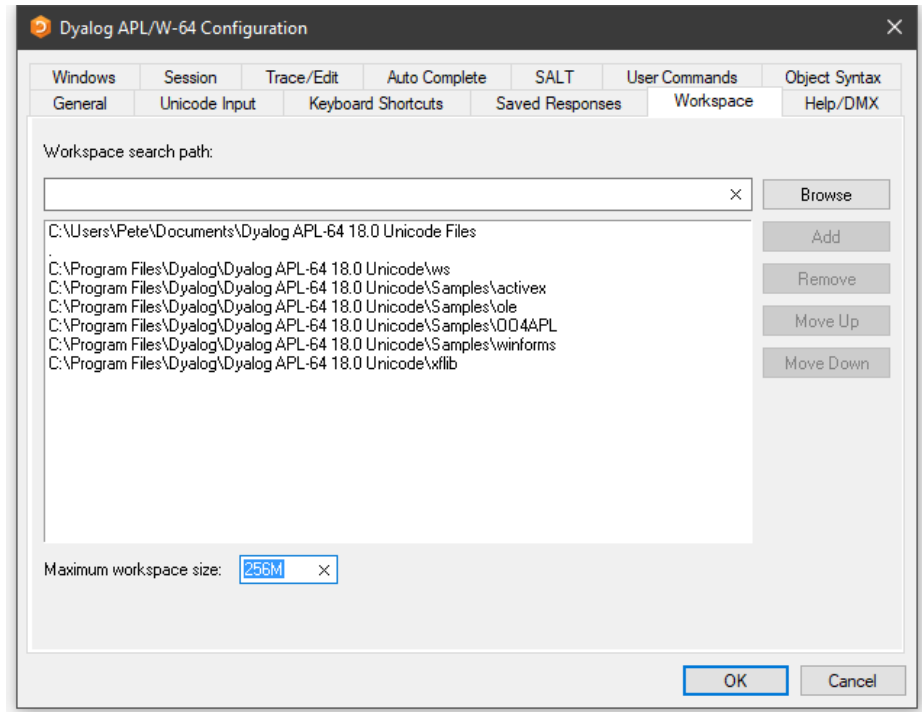 Dyalog APL/W-64 Configuration
Windows Session Trace/Edit Auto Complete SALT User Commands Object Syntax
General Unicode Input Keyboard Shortcuts Saved Responses Workspace Help/DMX
Workspace search path:
Browse
C:\Users\Pete\Documents\Dyalog APL-64 18.0 Unicode Files
Add
.
C:\Program Files\Dyalog\Dyalog APL-64 18.0 Unicode\ws
C:\Program Files\Dyalog\Dyalog APL-64 18.0 Unicode\Samples\activex
Remove
C:\Program Files\Dyalog\Dyalog APL-64 18.0 Unicode\Samples\ole
C:\Program Files\Dyalog\Dyalog APL-64 18.0 Unicode\Samples\OO4APL
Move Up
C:\Program Files\Dyalog\Dyalog APL-64 18.0 Unicode\Samples\winforms
C:\Program Files\Dyalog\Dyalog APL-64 18.0 Unicode\xflib
Move Down
Maximum workspace size: 256M
OK Cancel